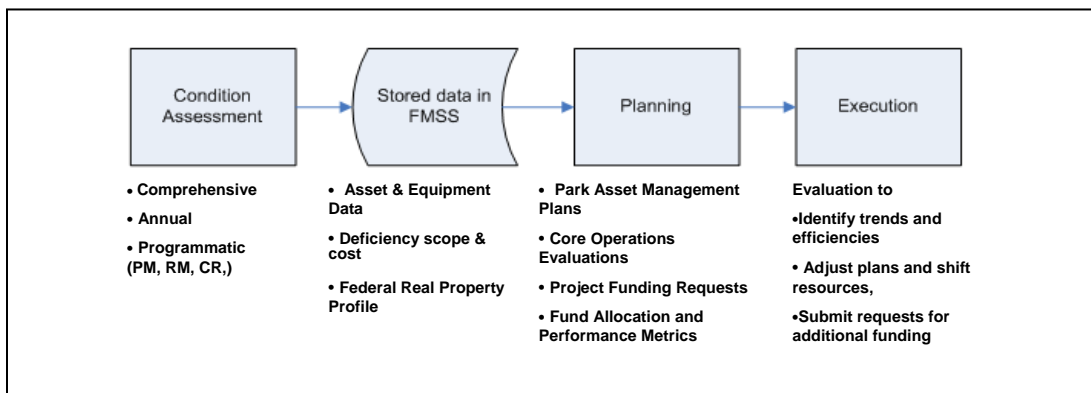 Condition
Assessment
Stored data in
FMSS
Planning
Execution
• Comprehensive
• Annual
• Programmatic
(PM, RM, CR,)
• Asset & Equipment
Data
• Deficiency scope &
cost
• Federal Real Property
Profile
• Park Asset Management
Plans
• Core Operations
Evaluations
• Project Funding Requests
• Fund Allocation and
Performance Metrics
Evaluation to
•Identify trends and
efficiencies
• Adjust plans and shift
resources,
•Submit requests for
additional funding